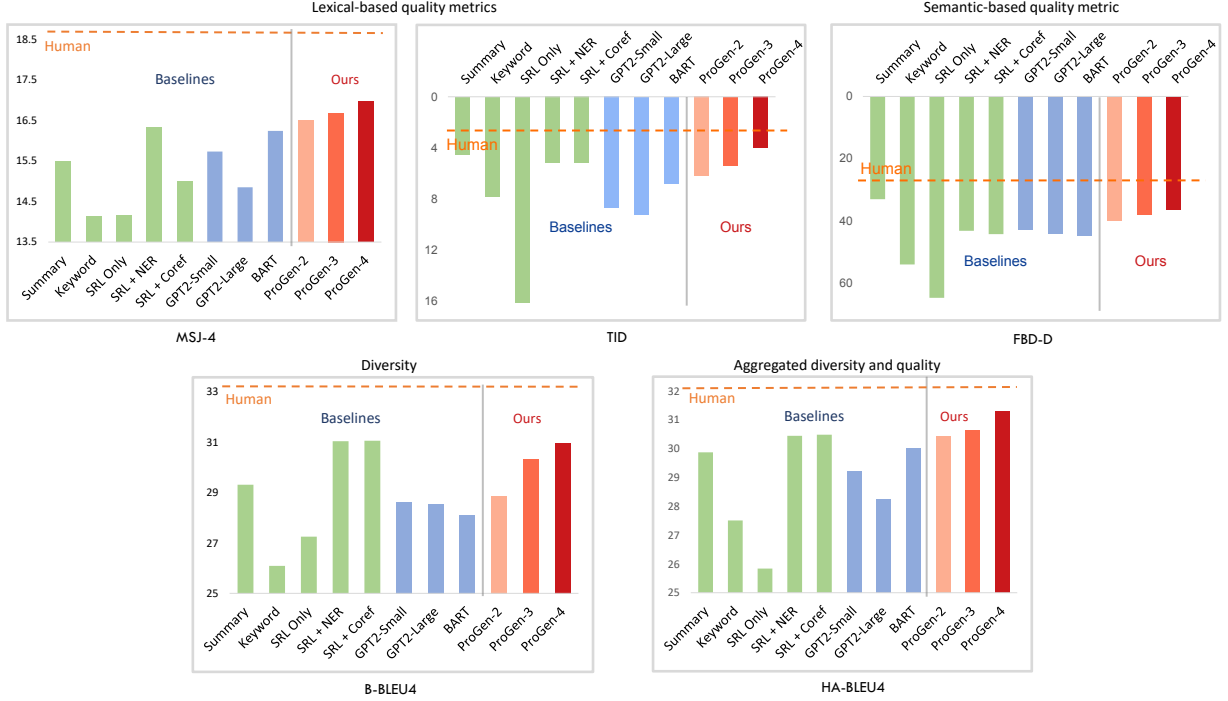 Lexical-based quality metrics
Semantic-based quality metric
18.5
17.5
16.5
15.5
14.5
13.5
Human
Baselines
Ours
Summary
Keyword
SRL Only
SRL + NER
SRL + Coref
GPT2-Small
GPT2-Large
BART
ProGen-2
ProGen-3
ProGen-4
MSJ-4
Summary
Keyword
SRL Only
SRL + NER
SRL + Coref
GPT2-Small
GPT2-Large
BART
ProGen-2
ProGen-3
ProGen-4
0
4
8
12
16
Human
Baselines
Ours
TID
Summary
Keyword
SRL Only
SRL + NER
SRL + Coref
GPT2-Small
GPT2-Large
BART
ProGen-2
ProGen-3
ProGen-4
0
20
40
60
Human
Baselines
Ours
FBD-D
Diversity
33
31
29
27
25
Human
Baselines
Ours
Summary
Keyword
SRL Only
SRL + NER
SRL + Coref
GPT2-Small
GPT2-Large
BART
ProGen-2
ProGen-3
ProGen-4
B-BLEU4
Aggregated diversity and quality
32
31
30
29
28
27
26
25
Human
Baselines
Ours
Summary
Keyword
SRL Only
SRL + NER
SRL + Coref
GPT2-Small
GPT2-Large
BART
ProGen-2
ProGen-3
ProGen-4
HA-BLEU4